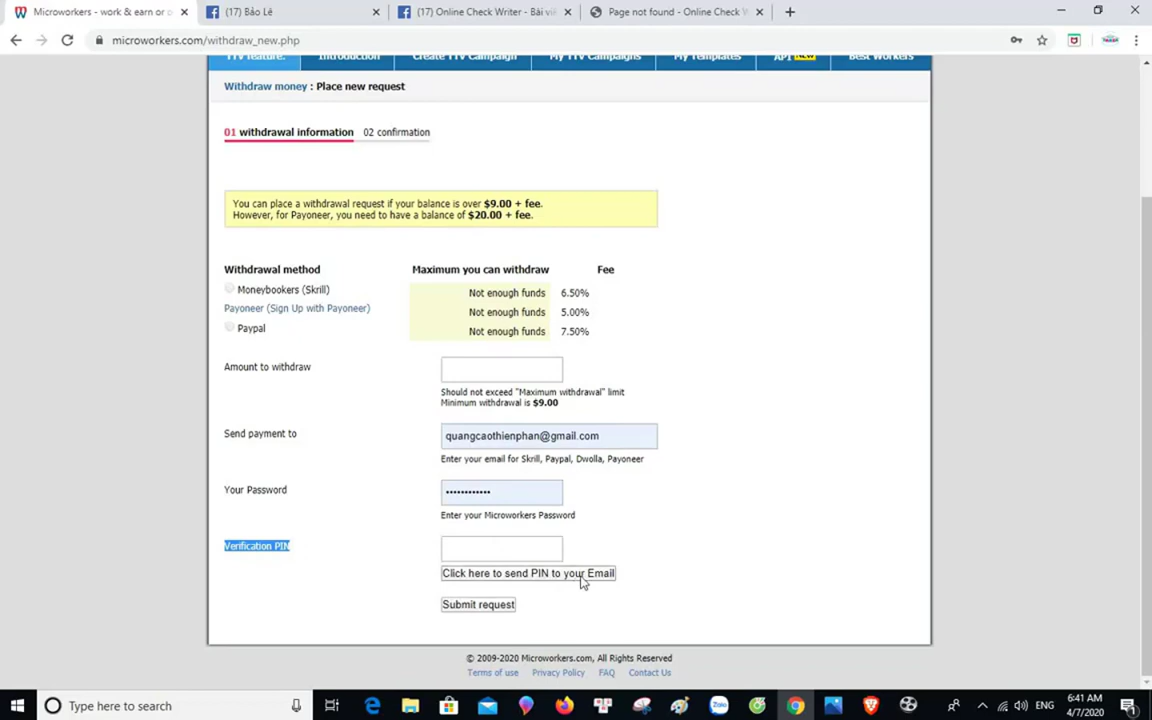 Microworkers - work & earn or o
(17) Bảo Lê
(17) Online Check Writer - Bài vi
Page not found - Online Check W
microworkers.com/withdraw_new.php
TTV feature:
Introduction
Create TTV Campaign
My TTV Campaigns
My Templates
API NEW
Best Workers
Withdraw money : Place new request
01 withdrawal information
02 confirmation
You can place a withdrawal request if your balance is over $9.00 + fee.
However, for Payoneer, you need to have a balance of $20.00 + fee.
Withdrawal method Maximum you can withdraw Fee
Moneybookers (Skrill) Not enough funds 6.50%
Payoneer (Sign Up with Payoneer) Not enough funds 5.00%
Paypal Not enough funds 7.50%
Amount to withdraw
Should not exceed "Maximum withdrawal" limit
Minimum withdrawal is $9.00
Send payment to quangcaothienphan@gmail.com
Enter your email for Skrill, Paypal, Dwolla, Payoneer
Your Password ••••••••••••
Enter your Microworkers Password
Verification PIN
Click here to send PIN to your Email
Submit request
© 2009-2020 Microworkers.com, All Rights Reserved
Terms of use Privacy Policy FAQ Contact Us
Type here to search
Zalo
ENG
6:41 AM
4/7/2020
1